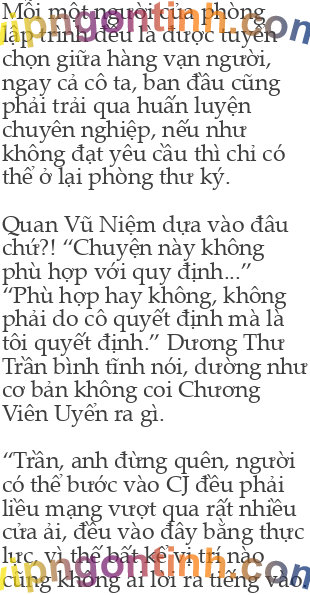 Mỗi một người của phòng
lập trình đều là được tuyển
chọn giữa hàng vạn người,
ngay cả cô ta, ban đầu cũng
phải trải qua huấn luyện
chuyên nghiệp, nếu như
không đạt yêu cầu thì chỉ có
thể ở lại phòng thư ký.
Quan Vũ Niệm dựa vào đâu
chứ?! “Chuyện này không
phù hợp với quy định...”
“Phù hợp hay không, không
phải do cô quyết định mà là
tôi quyết định.” Dương Thư
Trần bình tĩnh nói, dường như
cơ bản không coi Chương
Viên Uyển ra gì.
“Trần, anh đừng quên, người
có thể bước vào CJ đều phải
liều mạng vượt qua rất nhiều
cửa ải, đều vào đây bằng thực
lực, vì thế bất kể vị trí nào
cũng không ai lời ra tiếng vào,
vipngontinh.com
vipngontinh.com